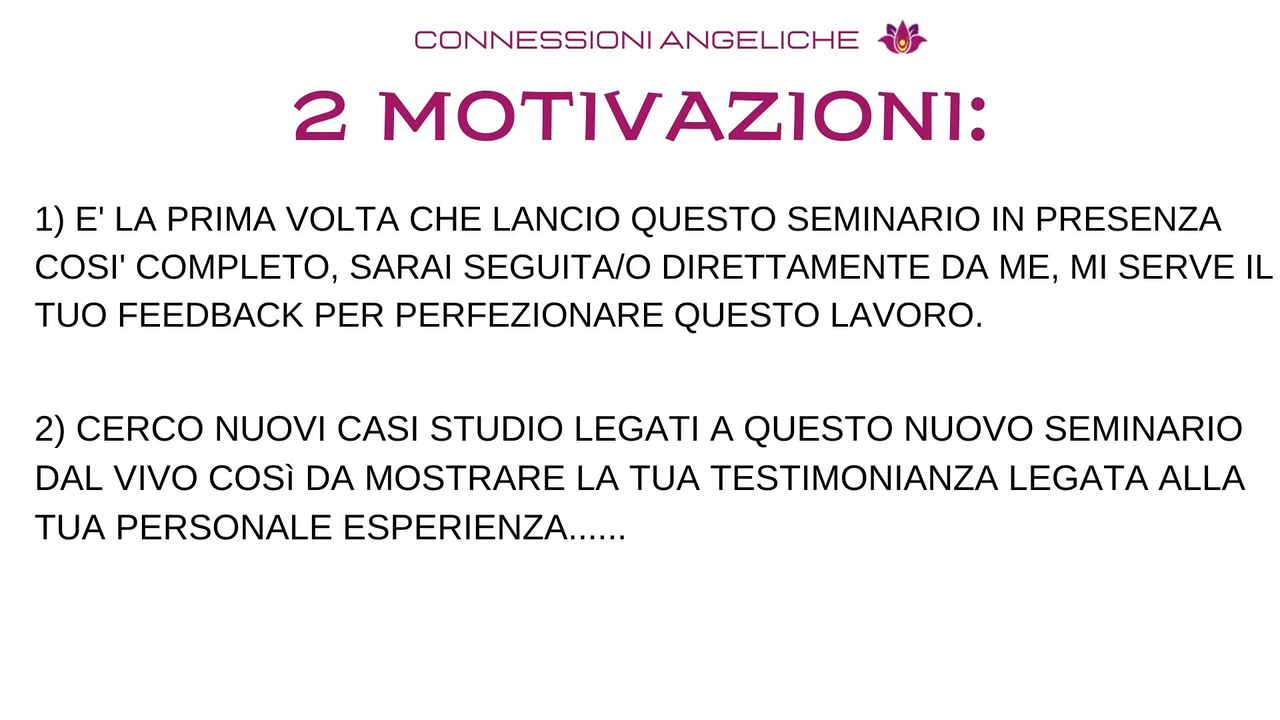 CONNESSIONI ANGELICHE
2 MOTIVAZIONI:
1) E' LA PRIMA VOLTA CHE LANCIO QUESTO SEMINARIO IN PRESENZA
COSI' COMPLETO, SARAI SEGUITA/O DIRETTAMENTE DA ME, MI SERVE IL
TUO FEEDBACK PER PERFEZIONARE QUESTO LAVORO.
2) CERCO NUOVI CASI STUDIO LEGATI A QUESTO NUOVO SEMINARIO
DAL VIVO COSì DA MOSTRARE LA TUA TESTIMONIANZA LEGATA ALLA
TUA PERSONALE ESPERIENZA......